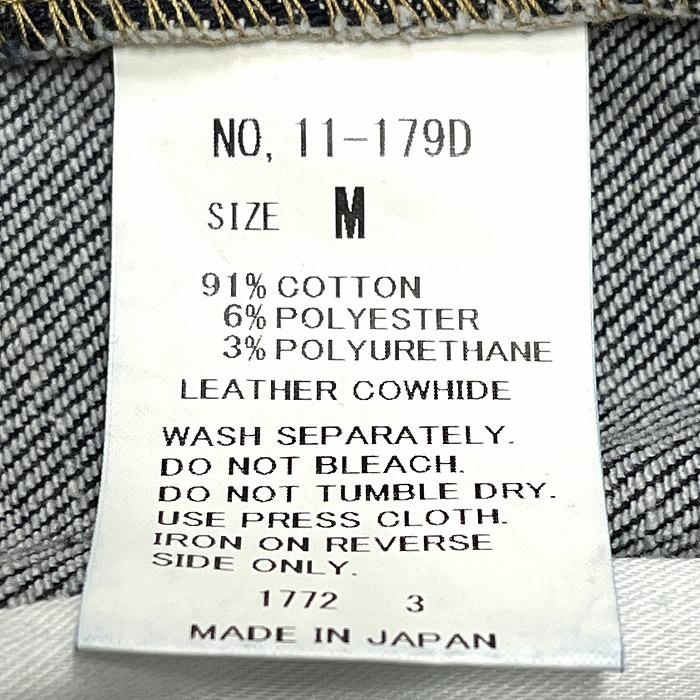 NO, 11-179D
SIZE M
91% COTTON
6% POLYESTER
3% POLYURETHANE
LEATHER COWHIDE
WASH SEPARATELY.
DO NOT BLEACH.
DO NOT TUMBLE DRY.
USE PRESS CLOTH.
IRON ON REVERSE
SIDE ONLY.
1772 3
MADE IN JAPAN